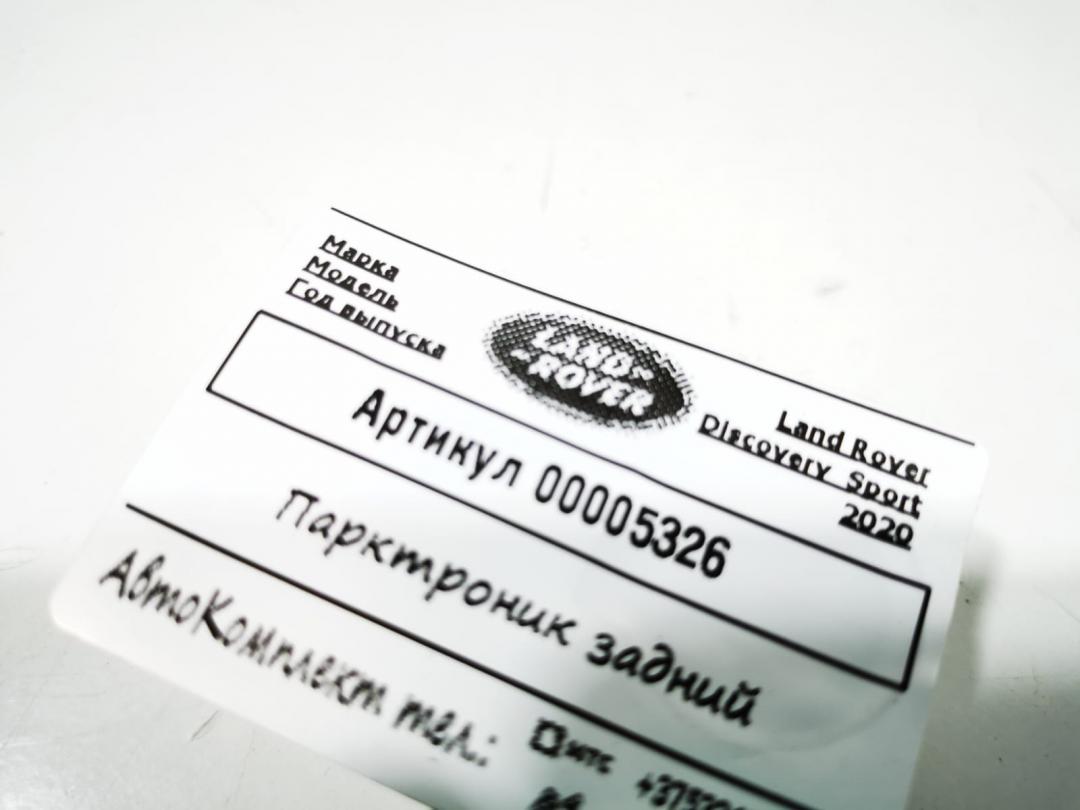 Марка
Модель
Год выпуска
LAND-
-ROVER
Land Rover
Discovery Sport
2020
Артикул 00005326
Парктроник задний
АвтоКомплект тел.: